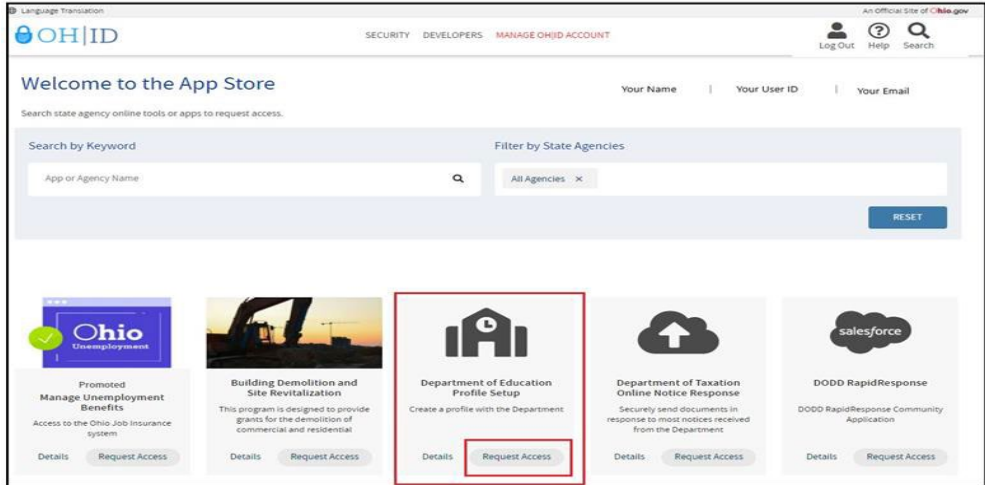 Language Translation
An Official Site of Ohio.gov
OH|ID
SECURITY DEVELOPERS MANAGE OH|ID ACCOUNT
Log Out Help Search
Welcome to the App Store
Your Name | Your User ID | Your Email
Search state agency online tools or apps to request access.
Search by Keyword
Filter by State Agencies
App or Agency Name
All Agencies ×
RESET
Ohio
Unemployment
Promoted
Manage Unemployment
Benefits
Access to the Ohio Job Insurance
system
Details Request Access
Building Demolition and
Site Revitalization
This program is designed to provide
grants for the demolition of
commercial and residential
Details Request Access
Department of Education
Profile Setup
Create a profile with the Department
Details Request Access
Department of Taxation
Online Notice Response
Securely send documents in
response to most notices received
from the Department
Details Request Access
salesforce
DODD RapidResponse
DODD RapidResponse Community
Application
Details Request Access